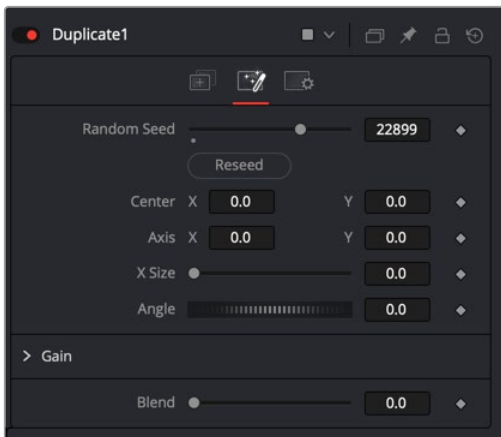 Duplicate1
Random Seed 22899
Reseed
Center X 0.0 Y 0.0
Axis X 0.0 Y 0.0
X Size 0.0
Angle 0.0
Gain
Blend 0.0